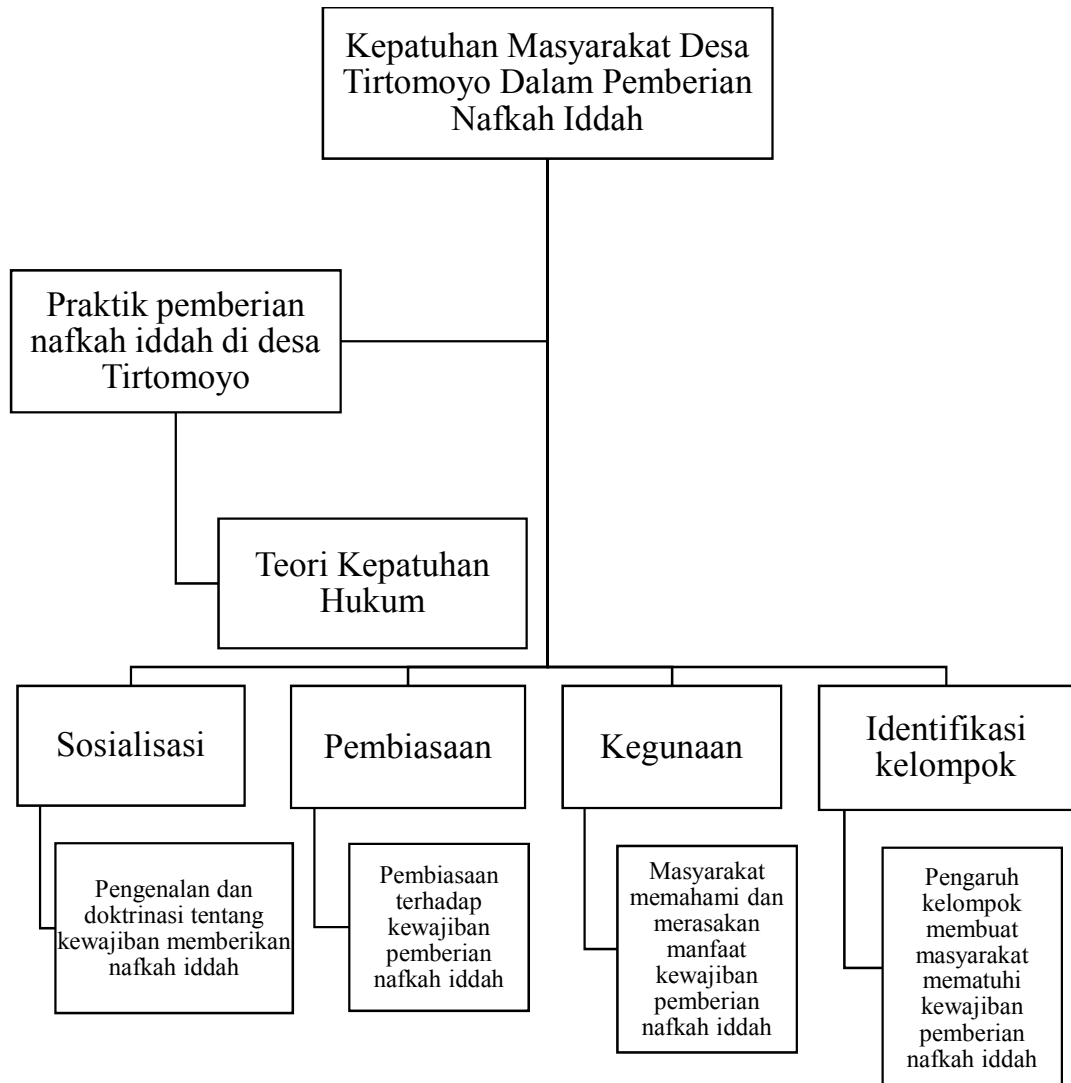 Kepatuhan Masyarakat Desa
Tirtomoyo Dalam Pemberian
Nafkah Iddah
Praktik pemberian
nafkah iddah di desa
Tirtomoyo
Teori Kepatuhan
Hukum
Sosialisasi
Pengenalan dan
doktrinasi tentang
kewajiban memberikan
nafkah iddah
Pembiasaan
Pembiasaan
terhadap
kewajiban
pemberian
nafkah iddah
Kegunaan
Masyarakat
memahami dan
merasakan
manfaat
kewajiban
pemberian
nafkah iddah
Identifikasi
kelompok
Pengaruh
kelompok
membuat
masyarakat
mematuhi
kewajiban
pemberian
nafkah iddah